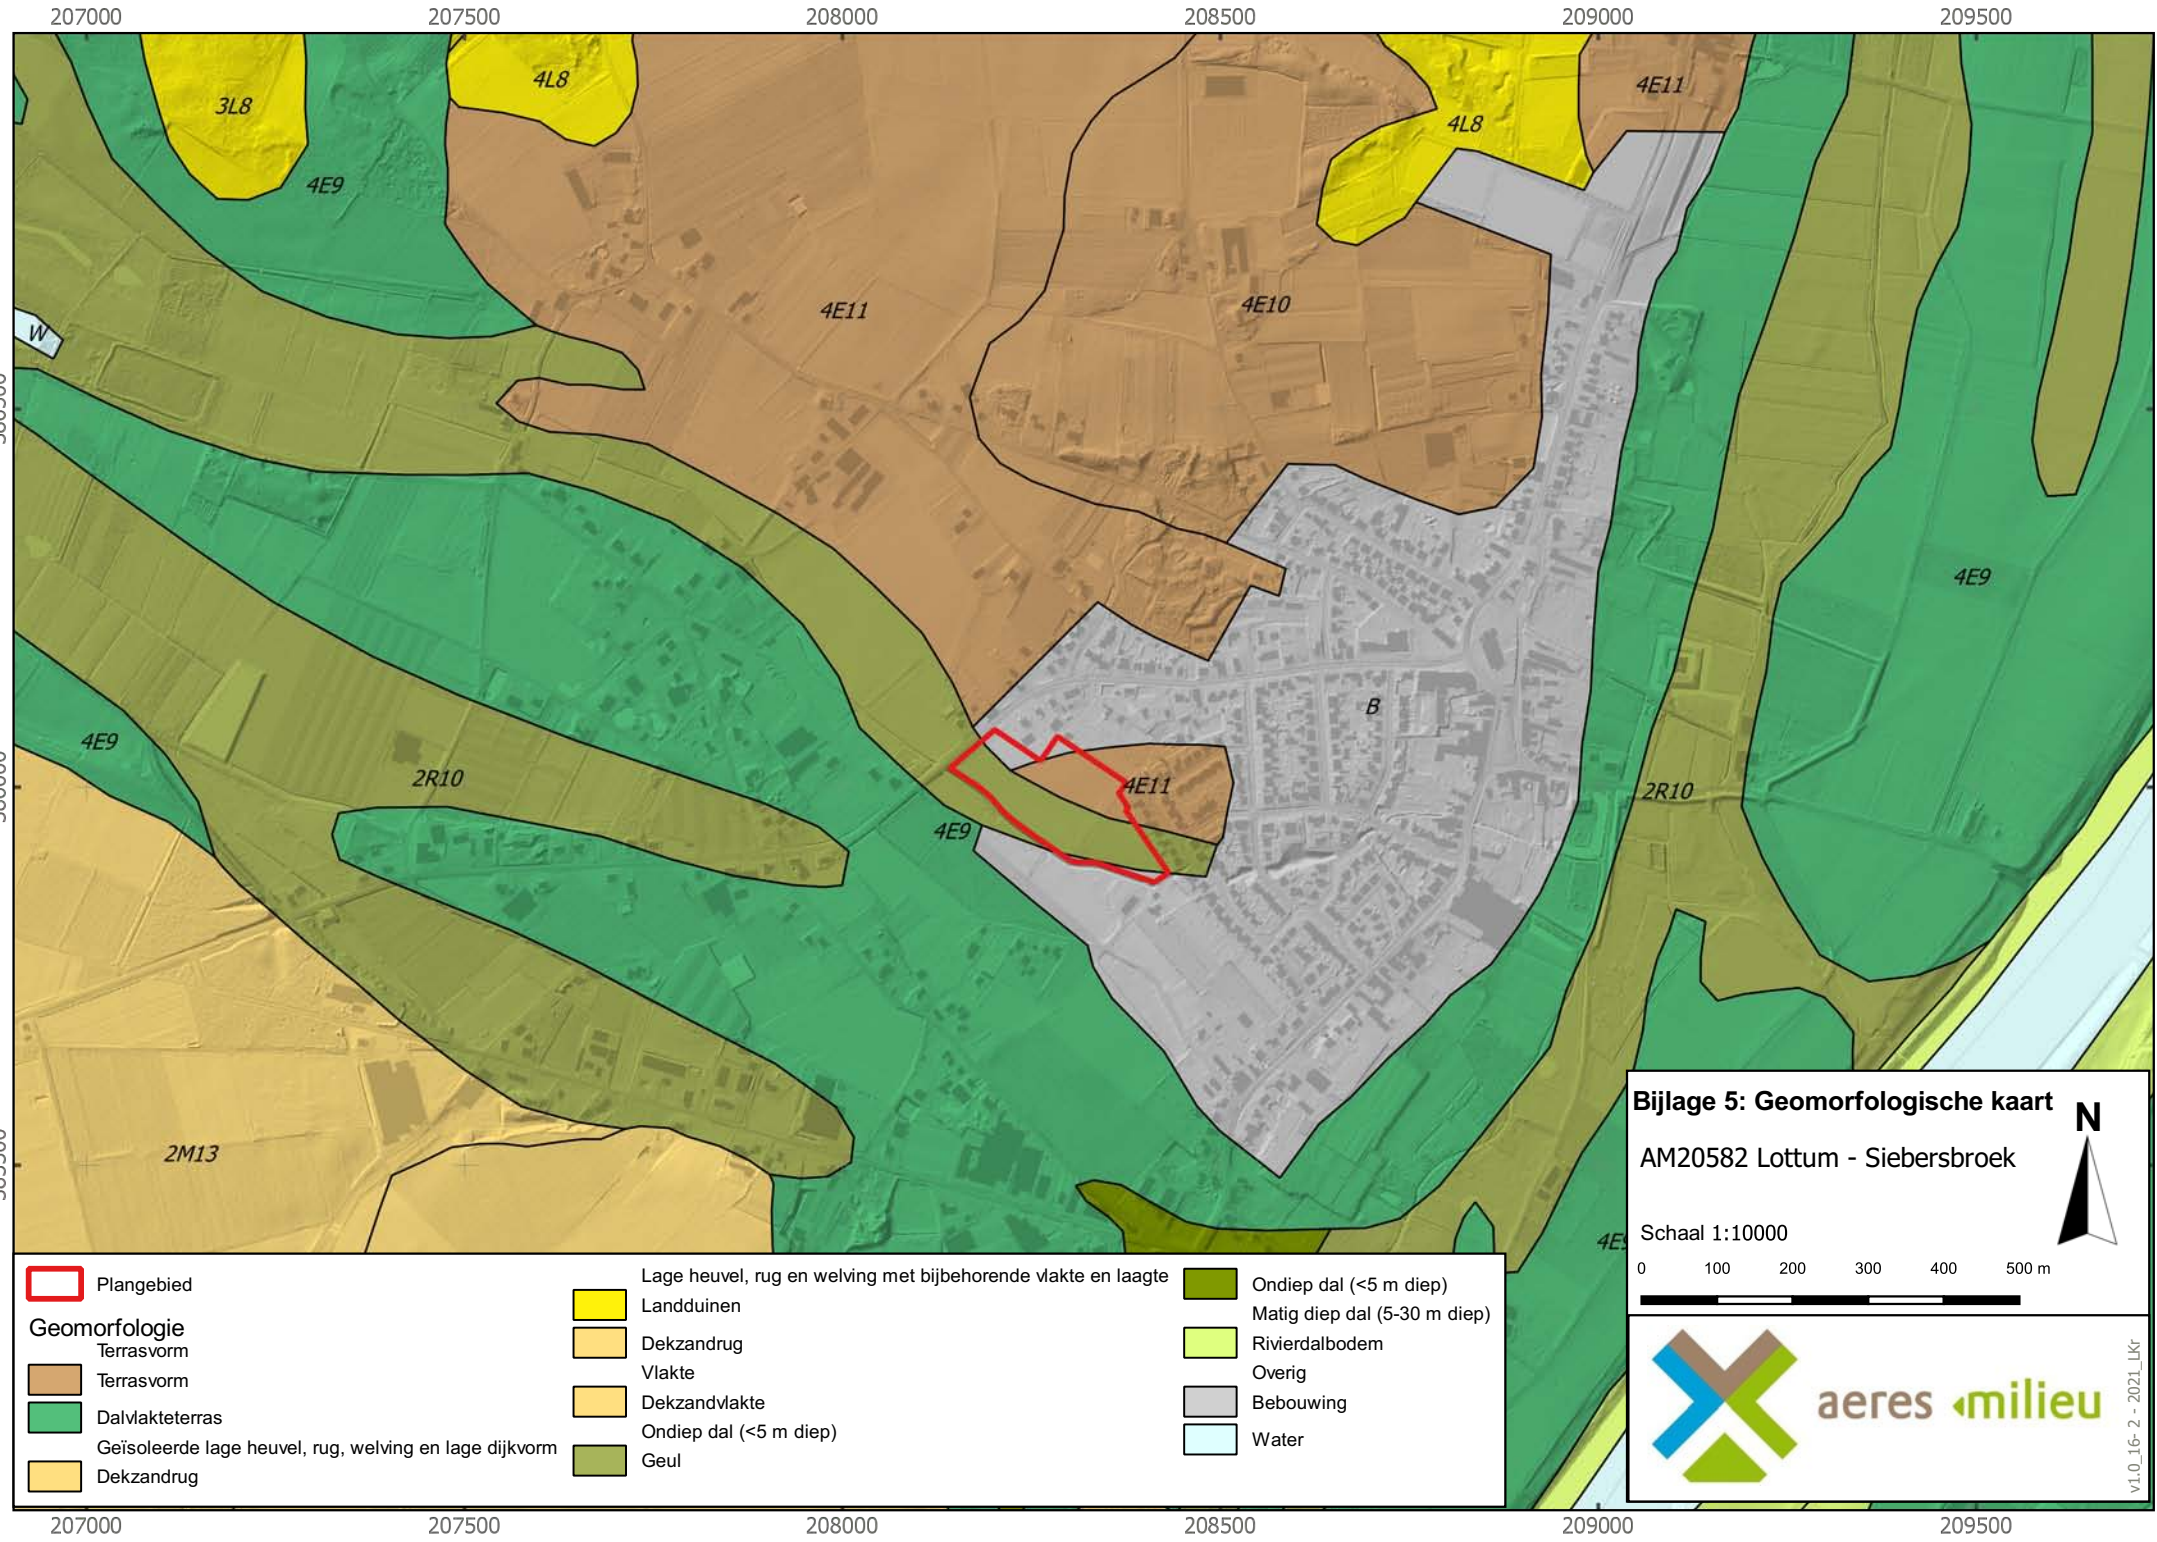 207000 207500 208000 208500 209000 209500
3L8
4L8
4L8
4E11
4E9
4E11
4E10
W
4E9
B
4E9
2R10
4E11
4E9
2R10
2M13
4E9
Bijlage 5: Geomorfologische kaart
N
AM20582 Lottum - Siebersbroek
Schaal 1:10000
0 100 200 300 400 500 m
aeres milieu
v1.0_16- 2 - 2021_LKr
Plangebied
Geomorfologie
Terrasvorm
Terrasvorm
Dalvlakteterras
Geïsoleerde lage heuvel, rug, welving en lage dijkvorm
Dekzandrug
Lage heuvel, rug en welving met bijbehorende vlakte en laagte
Landduinen
Dekzandrug
Vlakte
Dekzandvlakte
Ondiep dal (<5 m diep)
Geul
Ondiep dal (<5 m diep)
Matig diep dal (5-30 m diep)
Rivierdalbodem
Overig
Bebouwing
Water
207000 207500 208000 208500 209000 209500